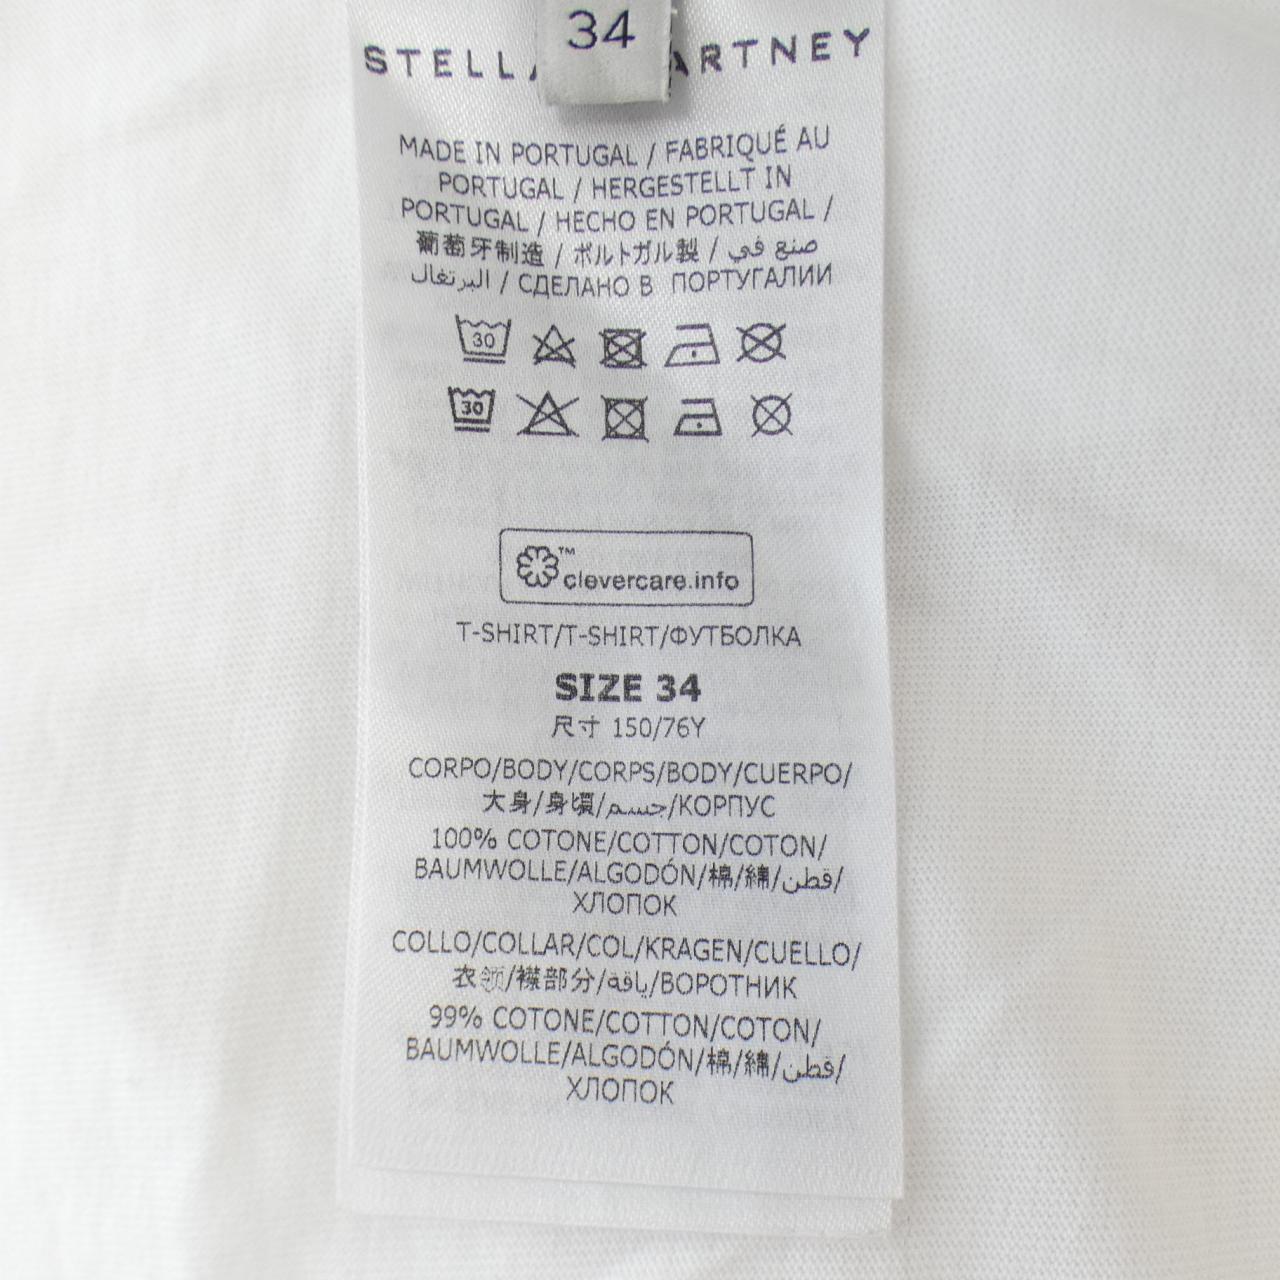 34
STELL ARTNEY
MADE IN PORTUGAL / FABRIQUÉ AU
PORTUGAL / HERGESTELLT IN
PORTUGAL / HECHO EN PORTUGAL /
葡萄牙制造 / ポルトガル製 / صنع في
البرتغال / СДЕЛАНО В ПОРТУГАЛИИ
30
30
clevercare.info™
T-SHIRT/T-SHIRT/ФУТБОЛКА
SIZE 34
尺寸 150/76Y
CORPO/BODY/CORPS/BODY/CUERPO/
大身/身頃/جسم/КОРПУС
100% COTONE/COTTON/COTON/
BAUMWOLLE/ALGODÓN/棉/綿/قطن/
ХЛОПОК
COLLO/COLLAR/COL/KRAGEN/CUELLO/
衣领/襟部分/ياقة/ВОРОТНИК
99% COTONE/COTTON/COTON/
BAUMWOLLE/ALGODÓN/棉/綿/قطن/
ХЛОПОК